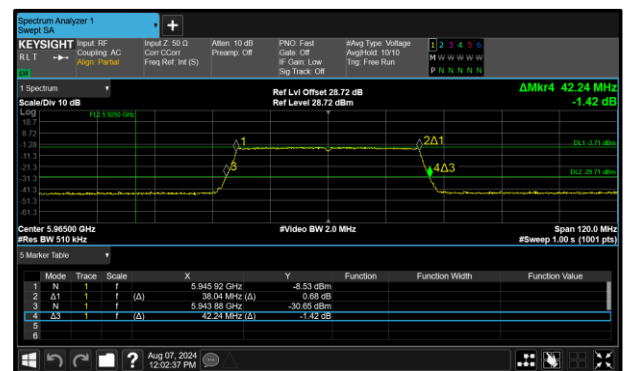 Spectrum Analyzer 1
Swept SA
KEYSIGHT Input: RF Input Z: 50 Ω Atten: 10 dB PNO: Fast #Avg Type: Voltage 1 2 3 4 5 6
RLT Coupling: AC Corr CCorr Preamp: Off Gate: Off Avg|Hold: 10/10 M W W W W W
Align: Partial Freq Ref: Int (S) IF Gain: Low Trig: Free Run
Sig Track: Off P N N N N N
1 Spectrum Ref Lvl Offset 28.72 dB ΔMkr4 42.24 MHz
Scale/Div 10 dB Ref Level 28.72 dBm -1.42 dB
Log FL2 5.9250 GHz
18.7
8.72
-1.28 1 2Δ1 DL1 -3.71 dBm
-11.3
-21.3 3 4Δ3
-31.3 DL2 -29.71 dBm
-41.3
-51.3
-61.3
Center 5.96500 GHz #Video BW 2.0 MHz Span 120.0 MHz
#Res BW 510 kHz #Sweep 1.00 s (1001 pts)
5 Marker Table
Mode Trace Scale X Y Function Function Width Function Value
1 N 1 f 5.945 92 GHz -8.53 dBm
2 Δ1 1 f (Δ) 38.04 MHz (Δ) 0.68 dB
3 N 1 f 5.943 88 GHz -30.65 dBm
4 Δ3 1 f (Δ) 42.24 MHz (Δ) -1.42 dB
5
6
? Aug 07, 2024
12:02:37 PM